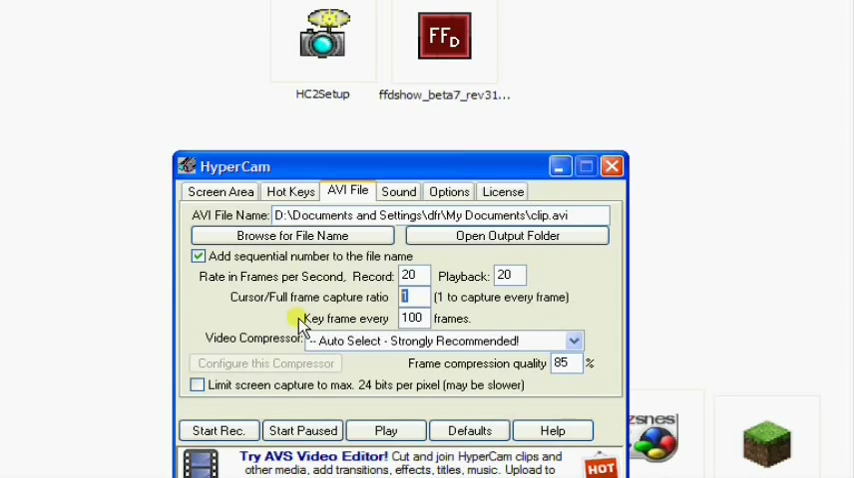 FFD
HC2Setup
ffdshow_beta7_rev31...
HyperCam
Screen Area Hot Keys AVI File Sound Options License
AVI File Name: D:\Documents and Settings\dfr\My Documents\clip.avi
Browse for File Name Open Output Folder
Add sequential number to the file name
Rate in Frames per Second, Record: 20 Playback: 20
Cursor/Full frame capture ratio 1 (1 to capture every frame)
Key frame every 100 frames.
Video Compressor: -- Auto Select - Strongly Recommended!
Configure this Compressor Frame compression quality 85 %
Limit screen capture to max. 24 bits per pixel (may be slower)
Start Rec. Start Paused Play Defaults Help
zsnes
Try AVS Video Editor! Cut and join HyperCam clips and
other media, add transitions, effects, titles, music. Upload to
HOT